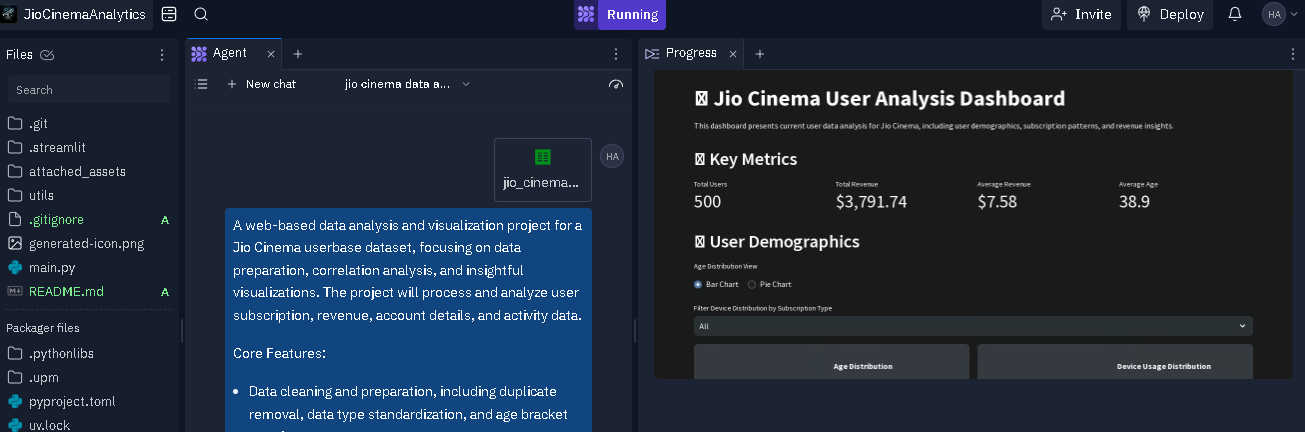 JioCinemaAnalytics
Running
Invite
Deploy
HA
Files
Search
.git
.streamlit
attached_assets
utils
.gitignore A
generated-icon.png
main.py
README.md A
Packager files
.pythonlibs
.upm
pyproject.toml
uv.lock
Agent
New chat
jio cinema data a...
jio_cinema...
HA
A web-based data analysis and visualization project for a
Jio Cinema userbase dataset, focusing on data
preparation, correlation analysis, and insightful
visualizations. The project will process and analyze user
subscription, revenue, account details, and activity data.
Core Features:
• Data cleaning and preparation, including duplicate
removal, data type standardization, and age bracket
Progress
Jio Cinema User Analysis Dashboard
This dashboard presents current user data analysis for Jio Cinema, including user demographics, subscription patterns, and revenue insights.
Key Metrics
Total Users Total Revenue Average Revenue Average Age
500 $3,791.74 $7.58 38.9
User Demographics
Age Distribution View
Bar Chart Pie Chart
Filter Device Distribution by Subscription Type
All
Age Distribution Device Usage Distribution